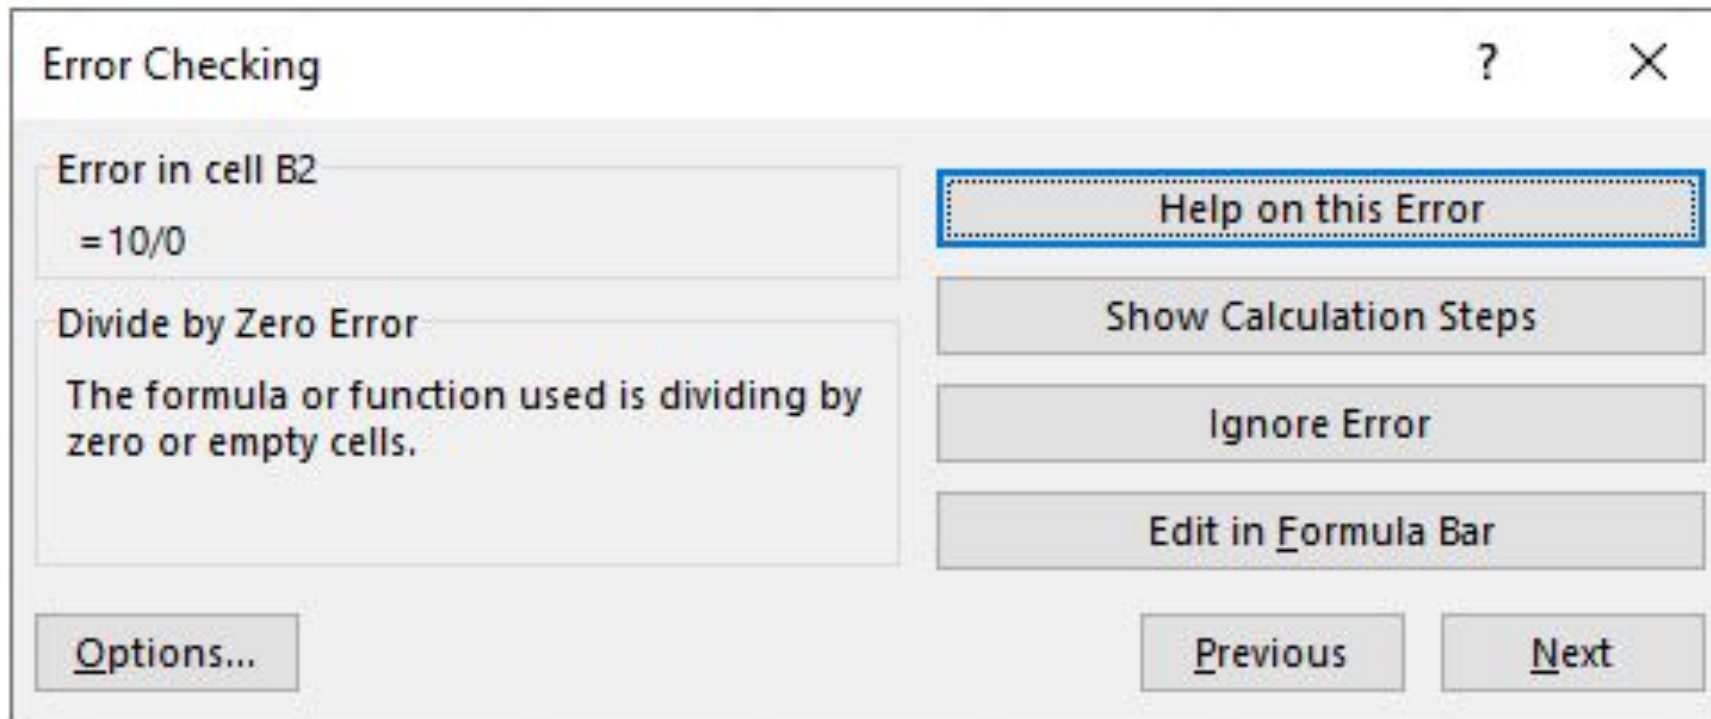 Error Checking
?
Error in cell B2
=10/0
Divide by Zero Error
The formula or function used is dividing by
zero or empty cells.
Help on this Error
Show Calculation Steps
Ignore Error
Edit in Formula Bar
Options...
Previous
Next